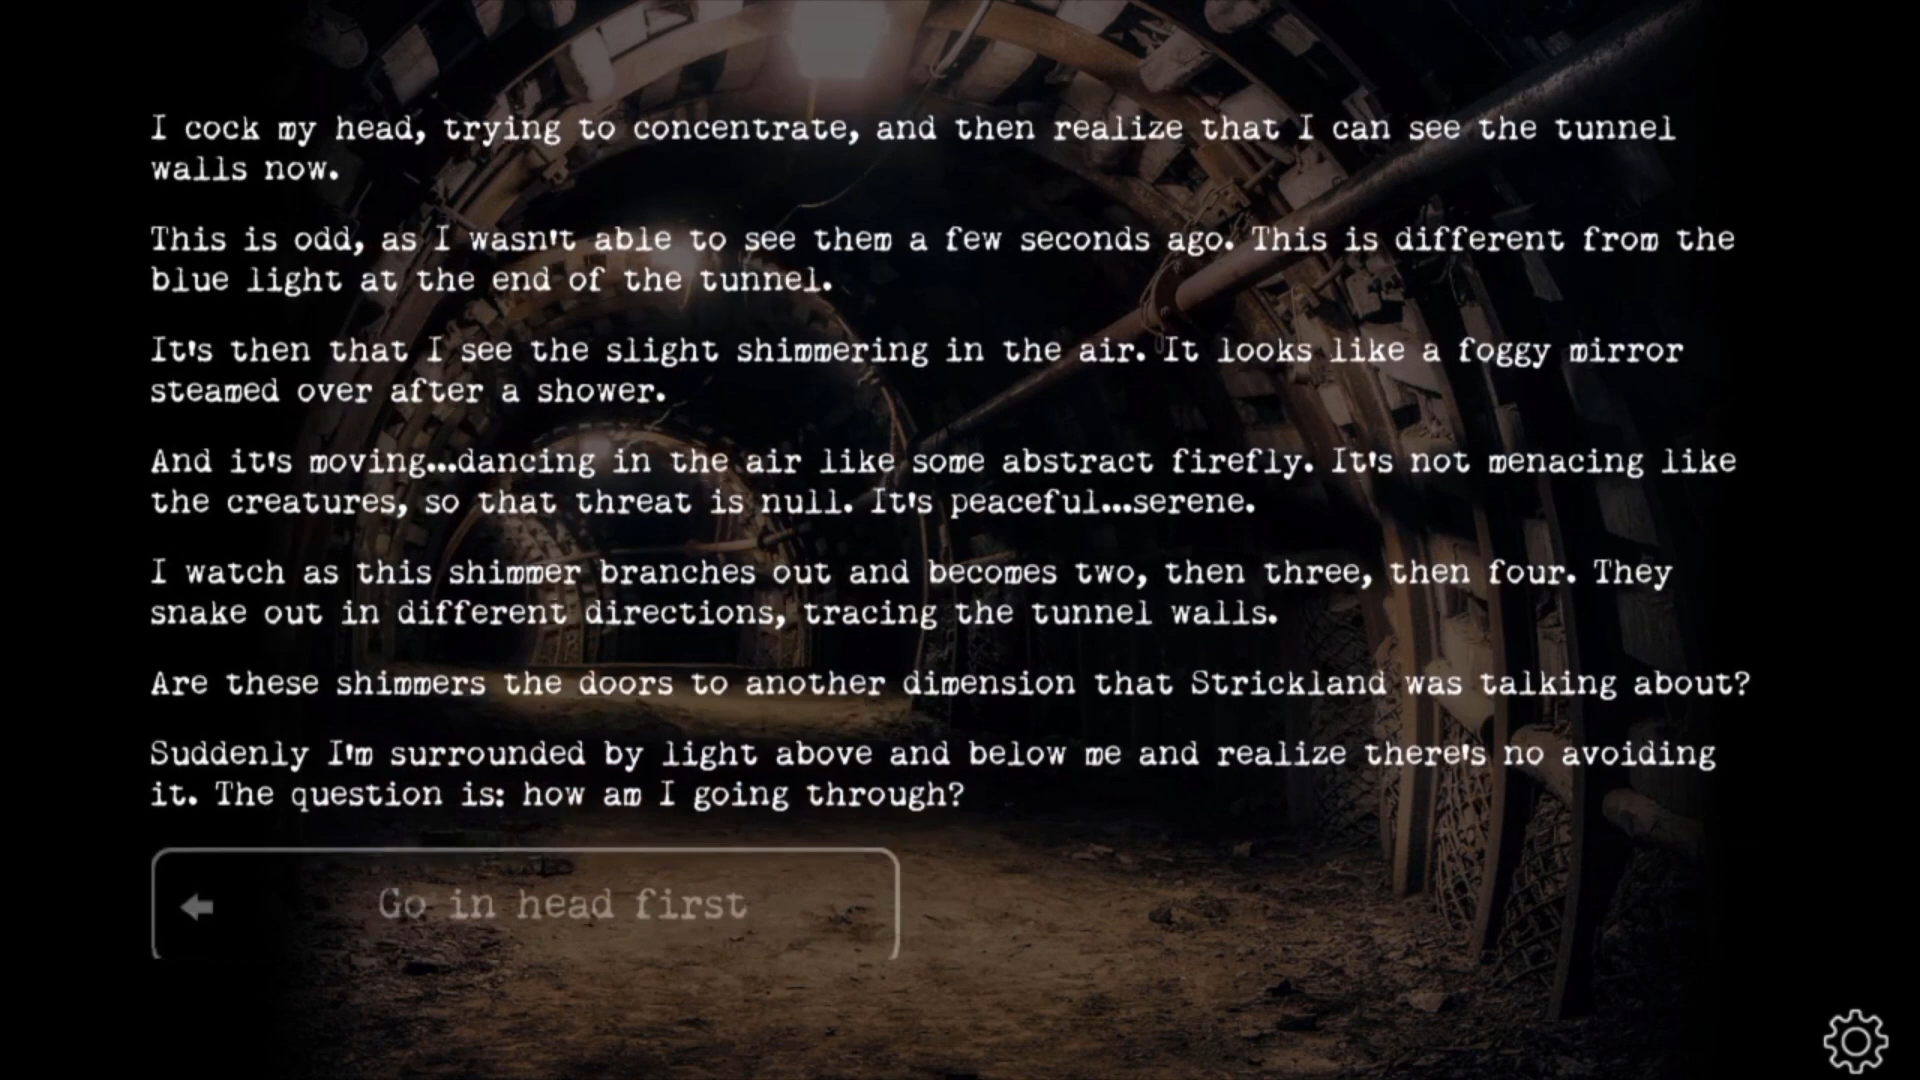 I cock my head, trying to concentrate, and then realize that I can see the tunnel
walls now.
This is odd, as I wasn't able to see them a few seconds ago. This is different from the
blue light at the end of the tunnel.
It's then that I see the slight shimmering in the air. It looks like a foggy mirror
steamed over after a shower.
And it's moving...dancing in the air like some abstract firefly. It's not menacing like
the creatures, so that threat is null. It's peaceful...serene.
I watch as this shimmer branches out and becomes two, then three, then four. They
snake out in different directions, tracing the tunnel walls.
Are these shimmers the doors to another dimension that Strickland was talking about?
Suddenly I'm surrounded by light above and below me and realize there's no avoiding
it. The question is: how am I going through?
Go in head first